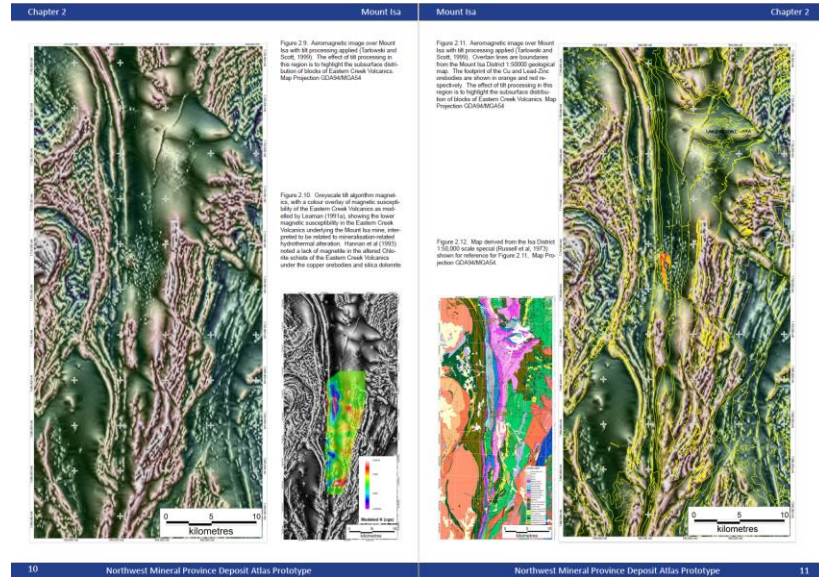 Chapter 2
Mount Isa
Figure 2.9. Aeromagnetic image over Mount
Isa with tilt processing applied (Tarlowski and
Scott, 1999). The effect of tilt processing in
this region is to highlight the subsurface distri-
bution of blocks of Eastern Creek Volcanics.
Map Projection GDA94/MGA54
Figure 2.10. Greyscale tilt algorithm magnet-
ics, with a colour overlay of magnetic suscepti-
bility of the Eastern Creek Volcanics as mod-
elled by Leaman (1991a), showing the lower
magnetic susceptibility in the Eastern Creek
Volcanics underlying the Mount Isa mine, inter-
preted to be related to mineralisation-related
hydrothermal alteration. Hannan et al (1993)
noted a lack of magnetite in the altered Chlo-
rite schists of the Eastern Creek Volcanics
under the copper orebodies and silica dolomite
Modeled K (cgs)
0 5 10
kilometres
kilometres
10
Northwest Mineral Province Deposit Atlas Prototype
Mount Isa
Chapter 2
Figure 2.11. Aeromagnetic image over Mount
Isa with tilt processing applied (Tarlowski and
Scott, 1999). Overlain lines are boundaries
from the Mount Isa District 1:50000 geological
map. The footprint of the Cu and Lead-Zinc
orebodies are shown in orange and red re-
spectively. The effect of tilt processing in this
region is to highlight the subsurface distribu-
tion of blocks of Eastern Creek Volcanics. Map
Projection GDA94/MGA54
Figure 2.12. Map derived from the Isa District
1:50,000 scale special (Russell et al, 1973)
shown for reference for Figure 2.11. Map Pro-
jection GDA94/MGA54.
kilometres
0 5 10
kilometres
Northwest Mineral Province Deposit Atlas Prototype
11